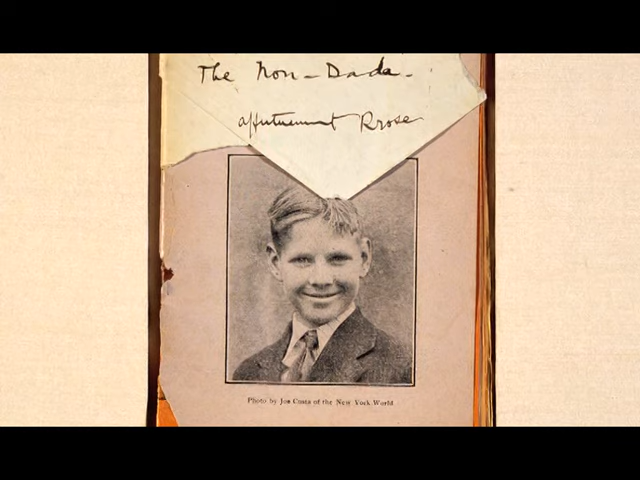 The Non-Dada-
affectueusement Rrose
Photo by Joe Costa of the New York World